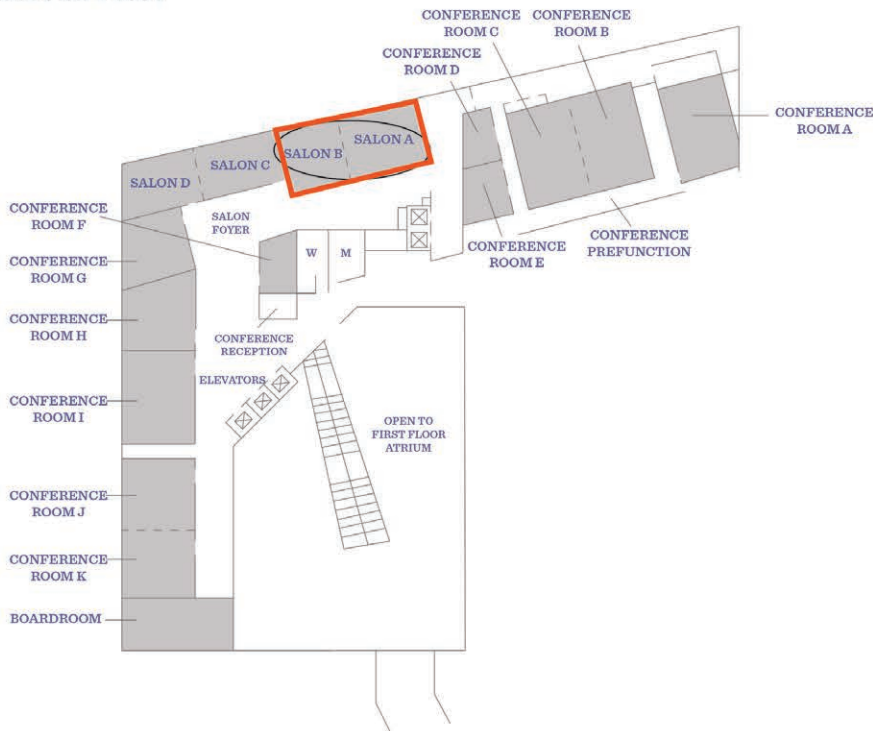 CONFERENCE
ROOM C
CONFERENCE
ROOM B
CONFERENCE
ROOM D
CONFERENCE
ROOM A
SALON A
SALON B
SALON C
SALON D
CONFERENCE
ROOM F
SALON
FOYER
W
M
CONFERENCE
ROOM E
CONFERENCE
PREFUNCTION
CONFERENCE
ROOM G
CONFERENCE
ROOM H
CONFERENCE
RECEPTION
ELEVATORS
CONFERENCE
ROOM I
OPEN TO
FIRST FLOOR
ATRIUM
CONFERENCE
ROOM J
CONFERENCE
ROOM K
BOARDROOM